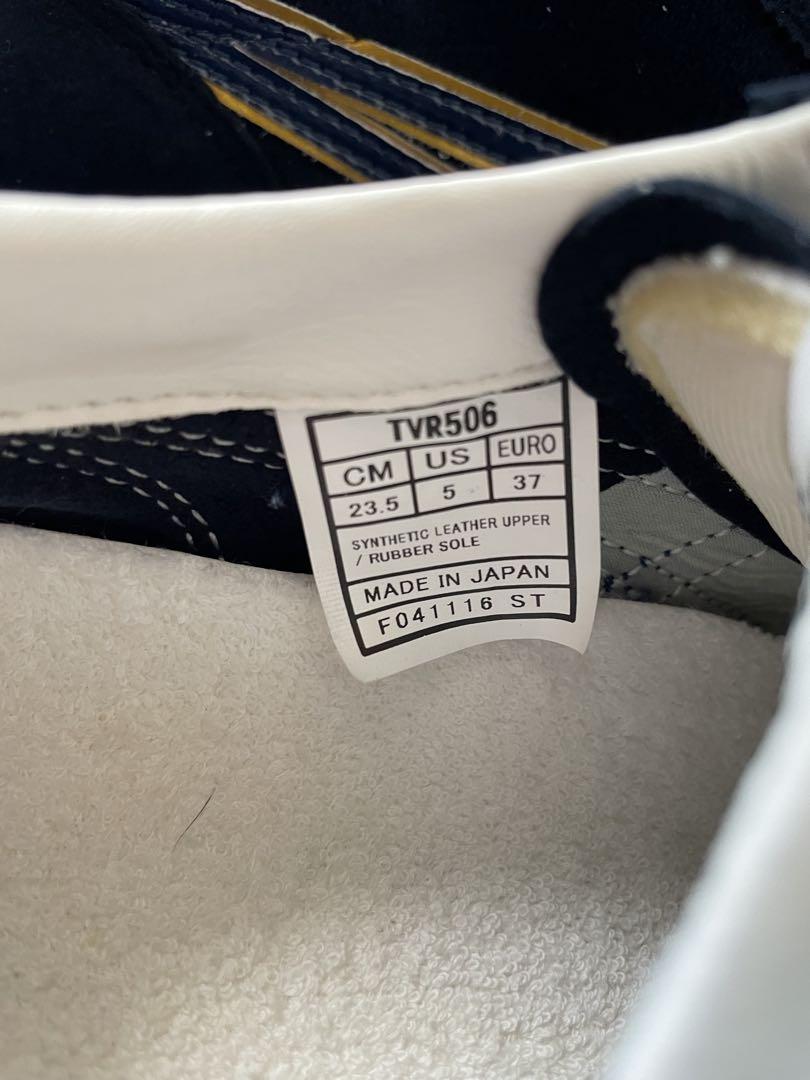 TVR506
CM US EURO
23.5 5 37
SYNTHETIC LEATHER UPPER
/ RUBBER SOLE
MADE IN JAPAN
F041116 ST